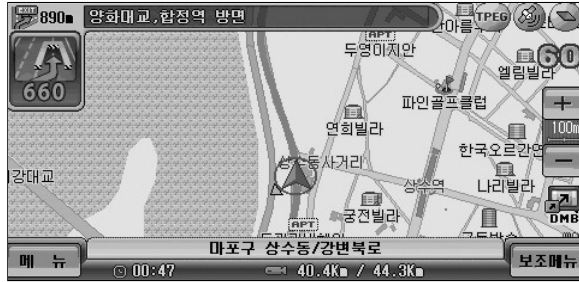 EXIT 890m 양화대교,합정역 방면
TPEG
APT
두영이지안
60
엘림빌라
660
파인골프클럽
+
100m
연희빌라
한국오르간연
상수동사거리
강대교
상수역
나리빌라
궁전빌라
DMB
APT
마포구 상수동/강변북로
메 뉴
보조메뉴
00:47
40.4Km / 44.3Km